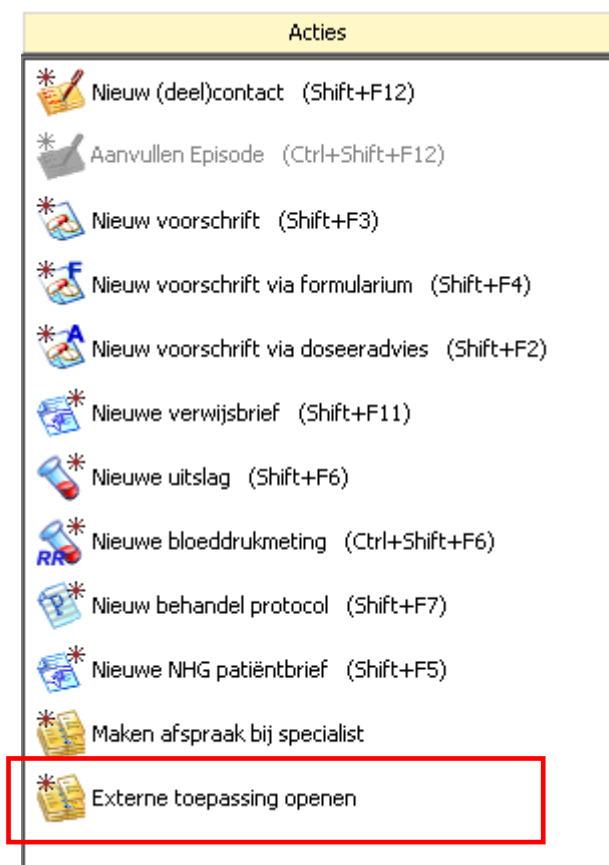 Acties
Nieuw (deel)contact (Shift+F12)
Aanvullen Episode (Ctrl+Shift+F12)
Nieuw voorschrift (Shift+F3)
F
Nieuw voorschrift via formularium (Shift+F4)
A
Nieuw voorschrift via doseeradvies (Shift+F2)
Nieuwe verwijsbrief (Shift+F11)
Nieuwe uitslag (Shift+F6)
RR
Nieuwe bloeddrukmeting (Ctrl+Shift+F6)
P
Nieuw behandel protocol (Shift+F7)
Nieuwe NHG patiëntbrief (Shift+F5)
Maken afspraak bij specialist
Externe toepassing openen